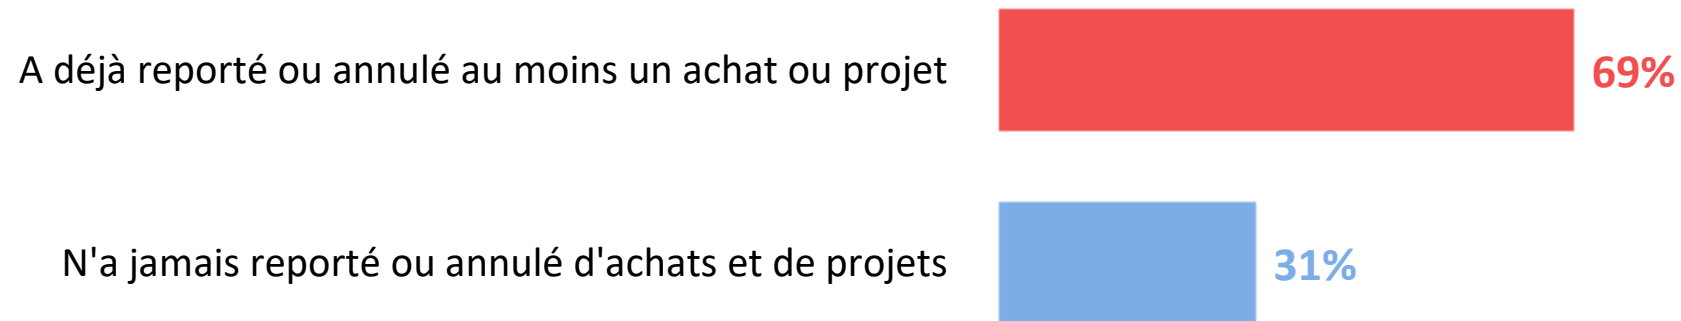 A déjà reporté ou annulé au moins un achat ou projet 69%
N'a jamais reporté ou annulé d'achats et de projets 31%